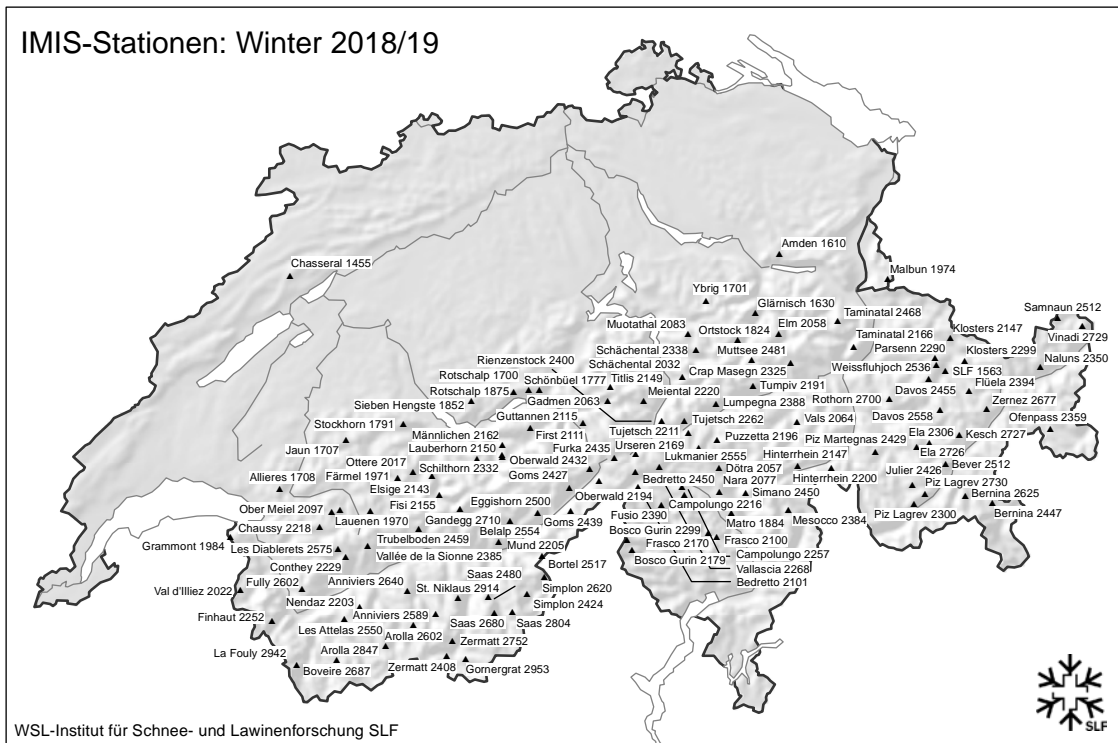 IMIS-Stationen: Winter 2018/19
Amden 1610
Chasseral 1455
Malbun 1974
Ybrig 1701
Glärnisch 1630
Samnaun 2512
Taminatal 2468
Muotathal 2083
Ortstock 1824
Elm 2058
Vinadi 2729
Klosters 2147
Taminatal 2166
Schächental 2338
Muttsee 2481
Parsenn 2290
Rienzenstock 2400
Schächental 2032
Klosters 2299
Naluns 2350
Weissfluhjoch 2536
SLF 1563
Crap Masegn 2325
Rotschalp 1700
Schönbüel 1777
Titlis 2149
Flüela 2394
Rotschalp 1875
Meiental 2220
Tumpiv 2191
Davos 2455
Rothorn 2700
Zernez 2677
Sieben Hengste 1852
Gadmen 2063
Lumpegna 2388
Davos 2558
Ofenpass 2359
Guttannen 2115
Tujetsch 2262
Vals 2064
Stockhorn 1791
Männlichen 2162
First 2111
Tujetsch 2211
Puzzetta 2196
Piz Martegnas 2429
Ela 2306
Kesch 2727
Jaun 1707
Lauberhorn 2150
Furka 2435
Urseren 2169
Lukmanier 2555
Ela 2726
Ottere 2017
Oberwald 2432
Hinterrhein 2147
Bever 2512
Färmel 1971
Schilthorn 2332
Dötra 2057
Julier 2426
Allieres 1708
Goms 2427
Bedretto 2450
Nara 2077
Hinterrhein 2200
Piz Lagrev 2730
Elsige 2143
Oberwald 2194
Simano 2450
Bernina 2625
Eggishorn 2500
Campolungo 2216
Fisi 2155
Piz Lagrev 2300
Ober Meiel 2097
Bernina 2447
Lauenen 1970
Gandegg 2710
Goms 2439
Fusio 2390
Matro 1884
Mesocco 2384
Chaussy 2218
Belalp 2554
Bosco Gurin 2299
Grammont 1984
Trubelboden 2459
Frasco 2170
Frasco 2100
Les Diablerets 2575
Mund 2205
Vallée de la Sionne 2385
Bosco Gurin 2179
Campolungo 2257
Conthey 2229
Bortel 2517
Vallascia 2268
Fully 2602
Anniviers 2640
Saas 2480
Bedretto 2101
Val d'Illiez 2022
St. Niklaus 2914
Simplon 2620
Nendaz 2203
Simplon 2424
Finhaut 2252
Anniviers 2589
Les Attelas 2550
Saas 2680
Saas 2804
Arolla 2602
Zermatt 2752
La Fouly 2942
Arolla 2847
Boveire 2687
Zermatt 2408
Gornergrat 2953
WSL-Institut für Schnee- und Lawinenforschung SLF
SLF